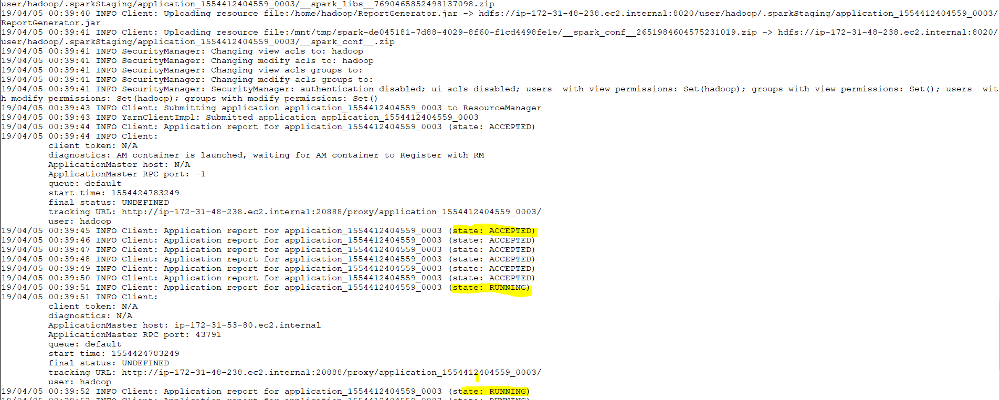 user/hadoop/.sparkStaging/application_1554412404559_0003/__spark_libs__7690465852498137098.zip
19/04/05 00:39:40 INFO Client: Uploading resource file:/home/hadoop/ReportGenerator.jar -> hdfs://ip-172-31-48-238.ec2.internal:8020/user/hadoop/.sparkStaging/application_1554412404559_0003/
ReportGenerator.jar
19/04/05 00:39:41 INFO Client: Uploading resource file:/mnt/tmp/spark-de045181-7d88-4029-8f60-f1cd4498fe1e/__spark_conf__2651984604575231019.zip -> hdfs://ip-172-31-48-238.ec2.internal:8020/
user/hadoop/.sparkStaging/application_1554412404559_0003/__spark_conf__.zip
19/04/05 00:39:41 INFO SecurityManager: Changing view acls to: hadoop
19/04/05 00:39:41 INFO SecurityManager: Changing modify acls to: hadoop
19/04/05 00:39:41 INFO SecurityManager: Changing view acls groups to:
19/04/05 00:39:41 INFO SecurityManager: Changing modify acls groups to:
19/04/05 00:39:41 INFO SecurityManager: SecurityManager: authentication disabled; ui acls disabled; users  with view permissions: Set(hadoop); groups with view permissions: Set(); users  wit
h modify permissions: Set(hadoop); groups with modify permissions: Set()
19/04/05 00:39:43 INFO Client: Submitting application application_1554412404559_0003 to ResourceManager
19/04/05 00:39:43 INFO YarnClientImpl: Submitted application application_1554412404559_0003
19/04/05 00:39:44 INFO Client: Application report for application_1554412404559_0003 (state: ACCEPTED)
19/04/05 00:39:44 INFO Client:
client token: N/A
diagnostics: AM container is launched, waiting for AM container to Register with RM
ApplicationMaster host: N/A
ApplicationMaster RPC port: -1
queue: default
start time: 1554424783249
final status: UNDEFINED
tracking URL: http://ip-172-31-48-238.ec2.internal:20888/proxy/application_1554412404559_0003/
user: hadoop
19/04/05 00:39:45 INFO Client: Application report for application_1554412404559_0003 (state: ACCEPTED)
19/04/05 00:39:46 INFO Client: Application report for application_1554412404559_0003 (state: ACCEPTED)
19/04/05 00:39:47 INFO Client: Application report for application_1554412404559_0003 (state: ACCEPTED)
19/04/05 00:39:48 INFO Client: Application report for application_1554412404559_0003 (state: ACCEPTED)
19/04/05 00:39:49 INFO Client: Application report for application_1554412404559_0003 (state: ACCEPTED)
19/04/05 00:39:50 INFO Client: Application report for application_1554412404559_0003 (state: ACCEPTED)
19/04/05 00:39:51 INFO Client: Application report for application_1554412404559_0003 (state: RUNNING)
19/04/05 00:39:51 INFO Client:
client token: N/A
diagnostics: N/A
ApplicationMaster host: ip-172-31-53-80.ec2.internal
ApplicationMaster RPC port: 43791
queue: default
start time: 1554424783249
final status: UNDEFINED
tracking URL: http://ip-172-31-48-238.ec2.internal:20888/proxy/application_1554412404559_0003/
user: hadoop
19/04/05 00:39:52 INFO Client: Application report for application_1554412404559_0003 (state: RUNNING)
19/04/05 00:39:53 INFO Client: Application report for application_1554412404559_0003 (state: RUNNING)